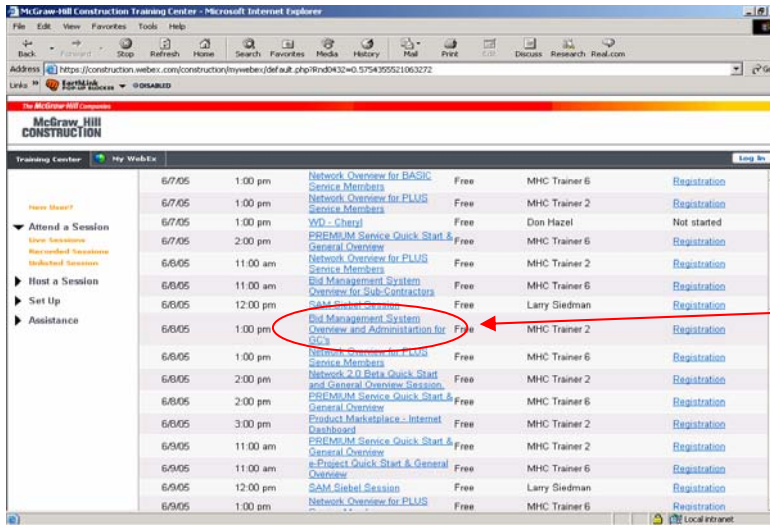 McGraw-Hill Construction Training Center - Microsoft Internet Explorer
File Edit View Favorites Tools Help
Back Forward Stop Refresh Home Search Favorites Media History Mail Print Edit Discuss Research Real.com
Address https://construction.webex.com/construction/mywebex/default.php?Rnd0432=0.5754355521063272
Links » EarthLink POP-UP BLOCKER DISABLED
The McGraw-Hill Companies
McGraw_Hill
CONSTRUCTION
Training Center My WebEx Log In
New User?
Attend a Session
Live Sessions
Recorded Sessions
Unlisted Session
Host a Session
Set Up
Assistance
6/7/05 1:00 pm Network Overview for BASIC Service Members Free MHC Trainer 6 Registration
6/7/05 1:00 pm Network Overview for PLUS Service Members Free MHC Trainer 2 Registration
6/7/05 1:00 pm WD - Cheryl Free Don Hazel Not started
6/7/05 2:00 pm PREMIUM Service Quick Start & General Overview Free MHC Trainer 6 Registration
6/8/05 11:00 am Network Overview for PLUS Service Members Free MHC Trainer 2 Registration
6/8/05 11:00 am Bid Management System Overview for Sub-Contractors Free MHC Trainer 6 Registration
6/8/05 12:00 pm SAM Siebel Session Free Larry Siedman Registration
6/8/05 1:00 pm Bid Management System Overview and Administartion for GC's Free MHC Trainer 2 Registration
6/8/05 1:00 pm Network Overview for PLUS Service Members Free MHC Trainer 6 Registration
6/8/05 2:00 pm Network 2.0 Beta Quick Start and General Overview Session. Free MHC Trainer 2 Registration
6/8/05 2:00 pm PREMIUM Service Quick Start & General Overview Free MHC Trainer 6 Registration
6/8/05 3:00 pm Product Marketplace - Internet Dashboard Free MHC Trainer 2 Registration
6/9/05 11:00 am PREMIUM Service Quick Start & General Overview Free MHC Trainer 2 Registration
6/9/05 11:00 am e-Project Quick Start & General Overview Free MHC Trainer 6 Registration
6/9/05 12:00 pm SAM Siebel Session Free Larry Siedman Registration
6/9/05 1:00 pm Network Overview for PLUS Free MHC Trainer 6 Registration
Local intranet